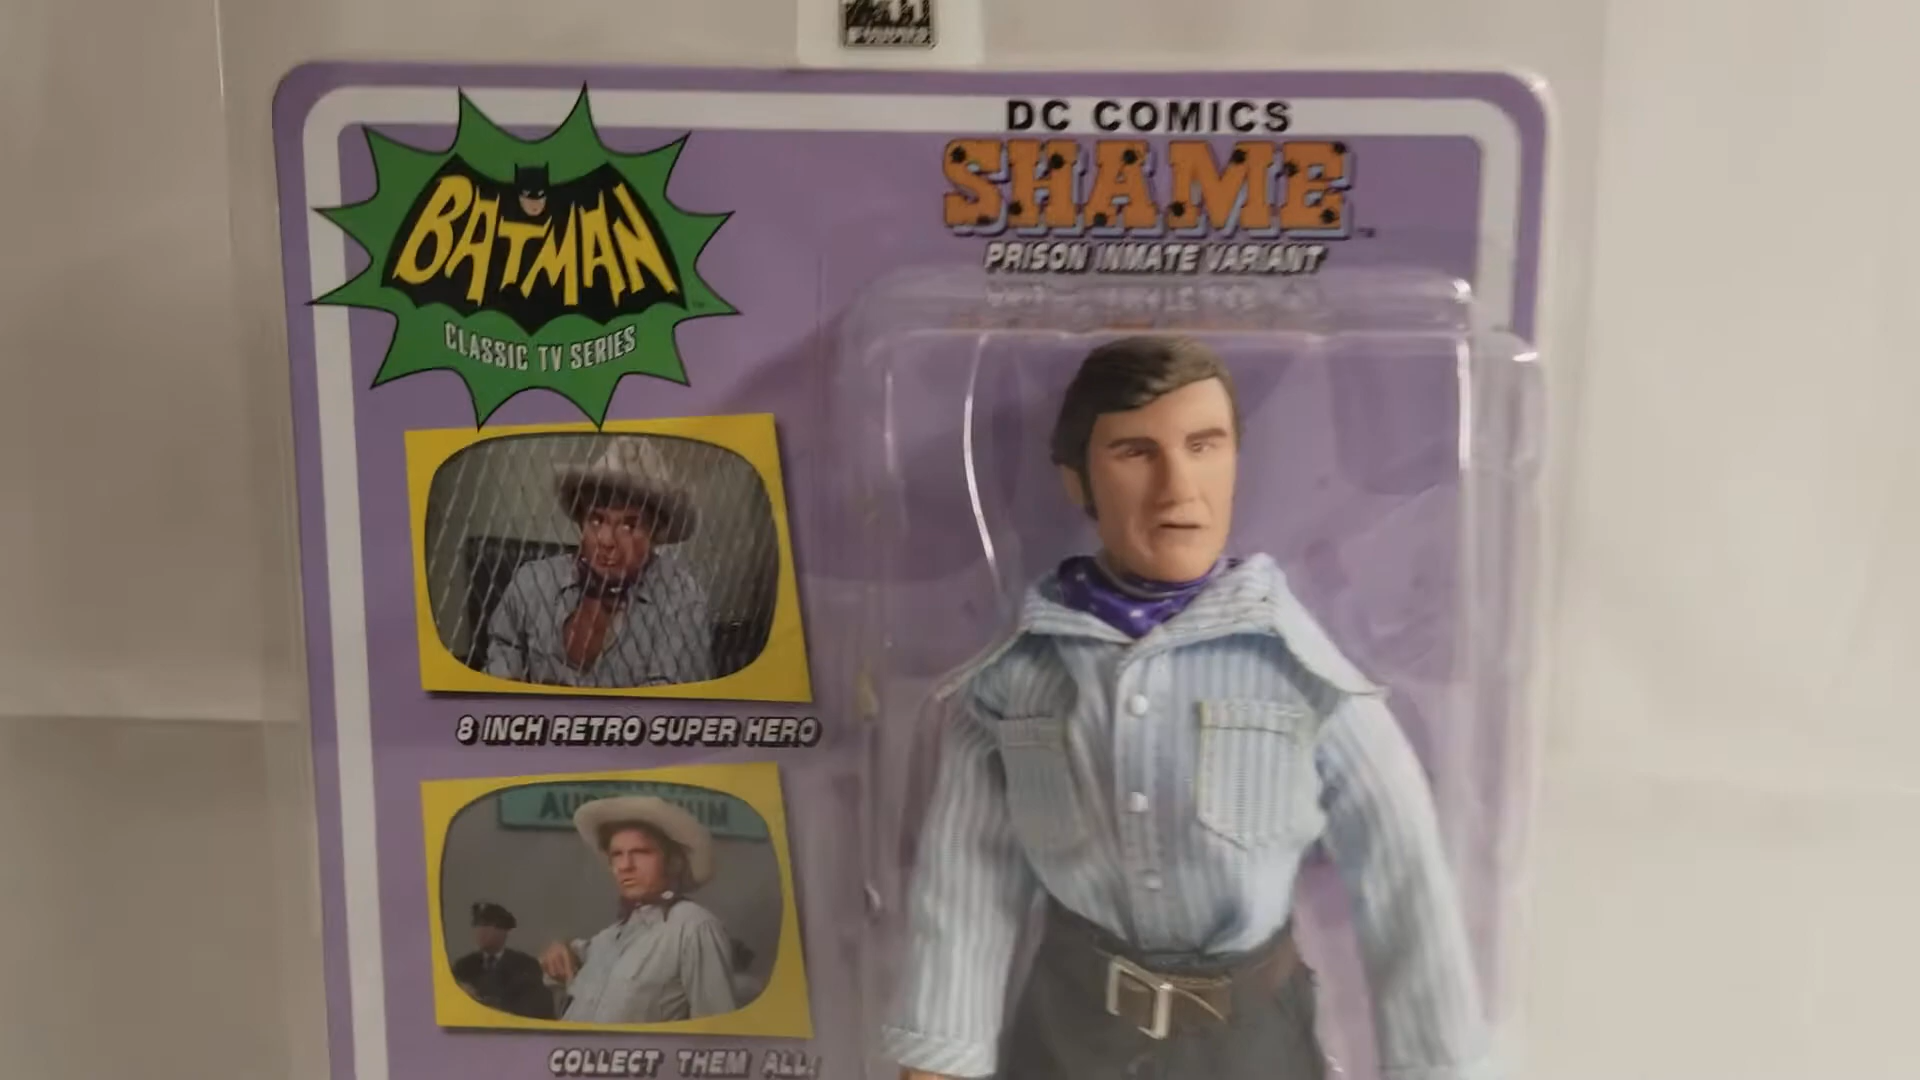 DC COMICS
SHAME
PRISON INMATE VARIANT
BATMAN
CLASSIC TV SERIES
8 INCH RETRO SUPER HERO
COLLECT THEM ALL!